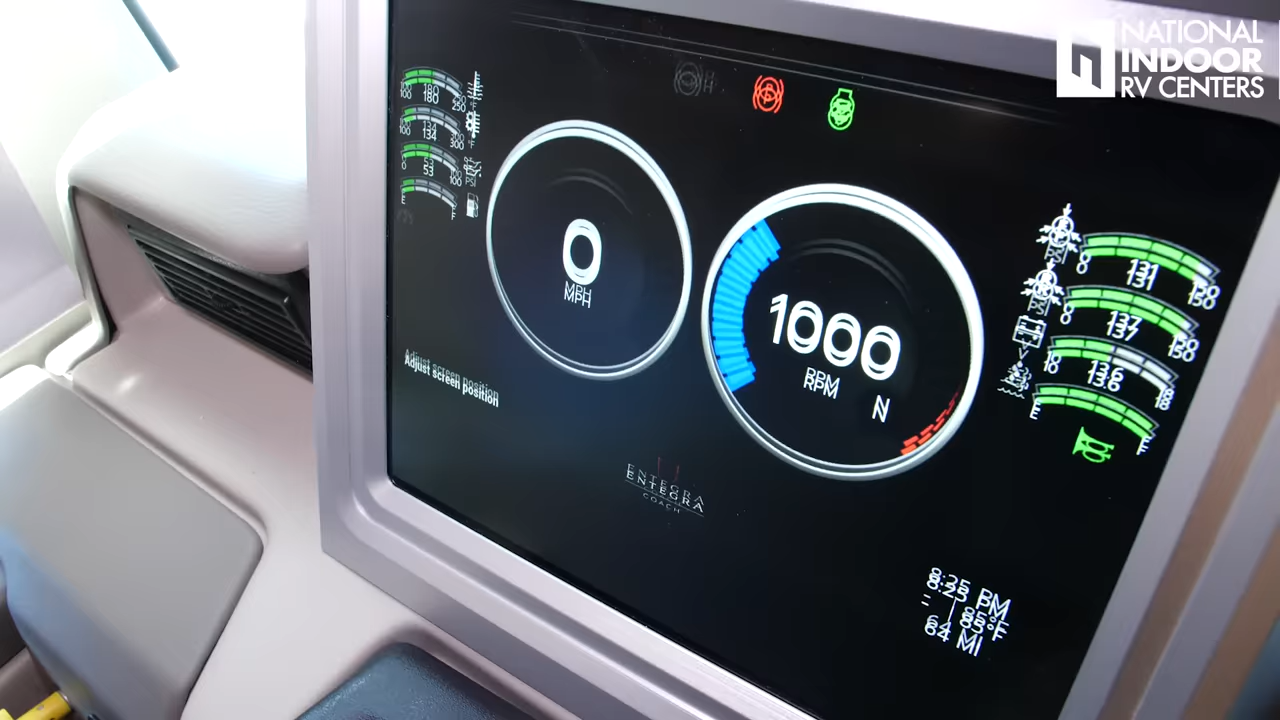 NATIONAL
INDOOR
RV CENTERS
100 180 250 °F
100 134 300 °F
0 53 100 PSI
E F
0
MPH
1000
RPM
N
PSI
0 131 150
PSI
0 137 150
V
10 13.6 18
E F
Adjust screen position
ENTEGRA
COACH
8:25 PM
85°F
64 MI